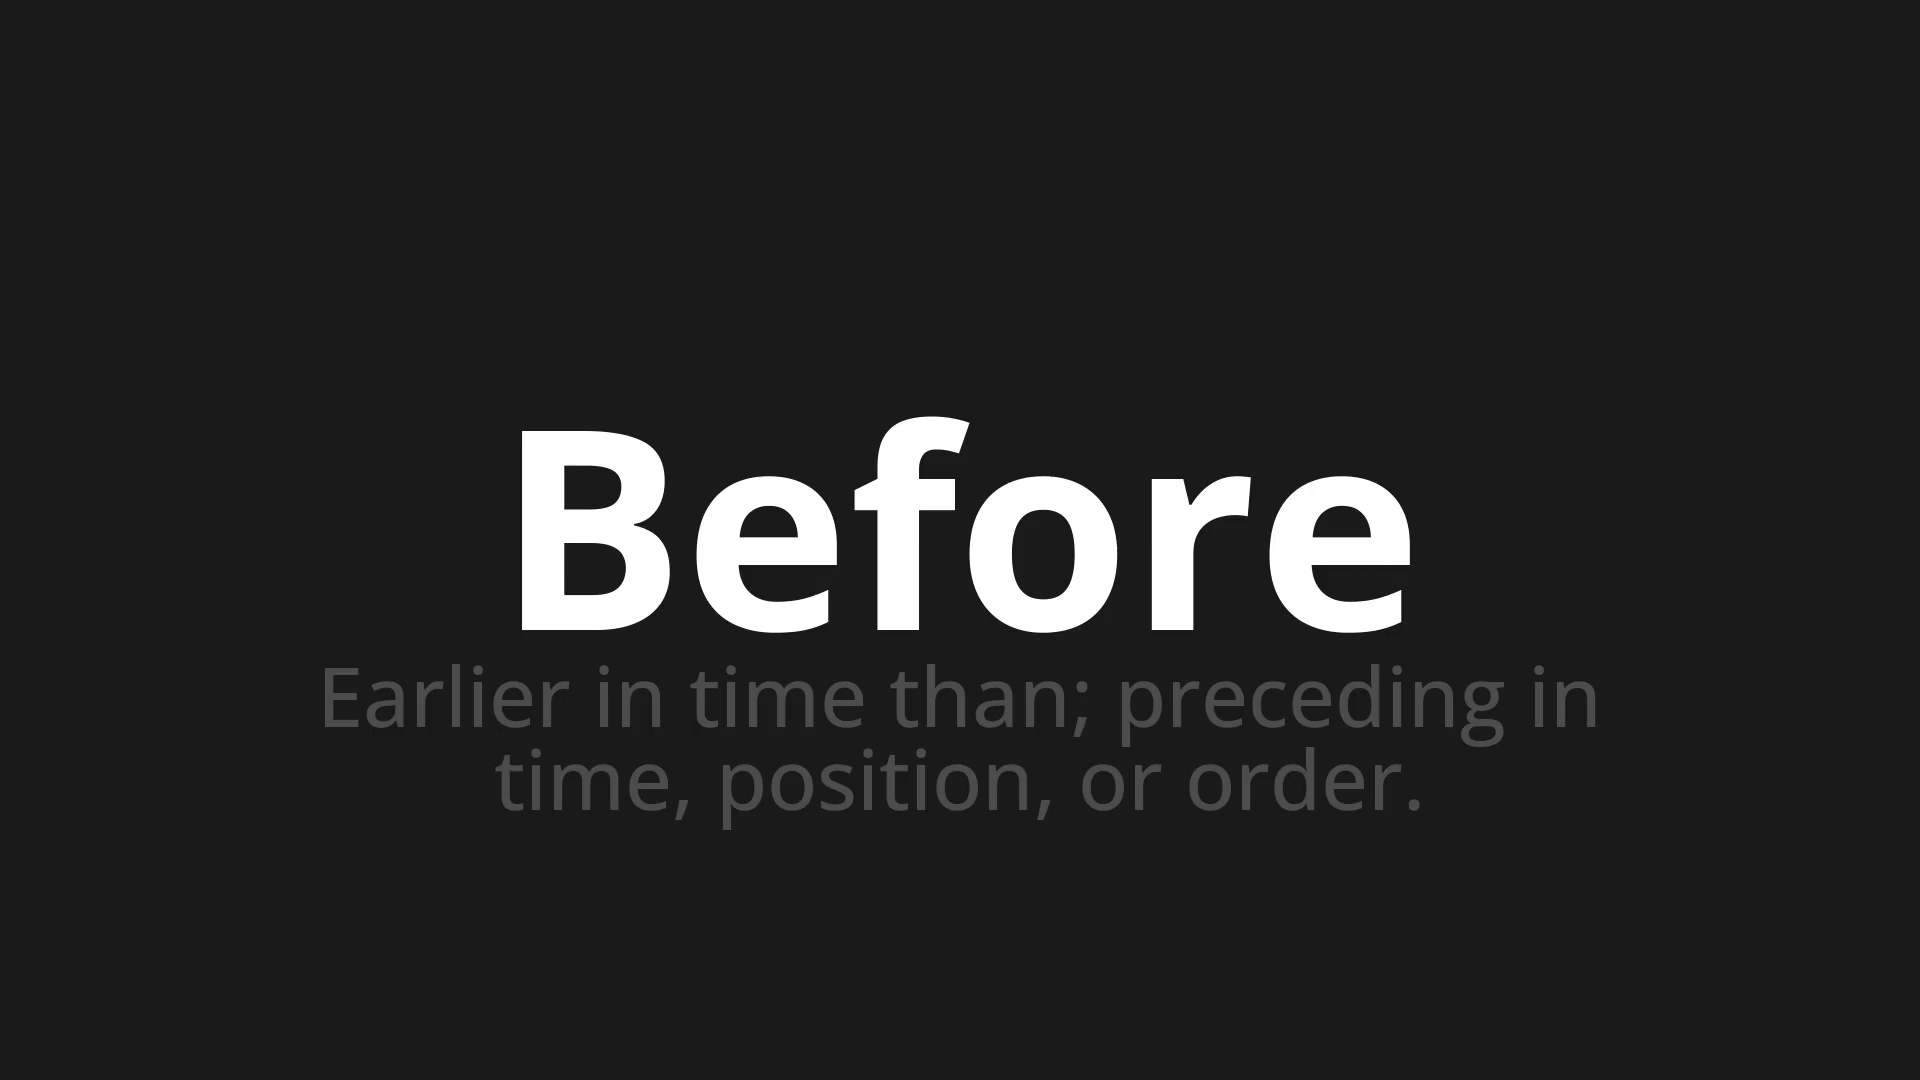 Before
Earlier in time than; preceding in
time, position, or order.